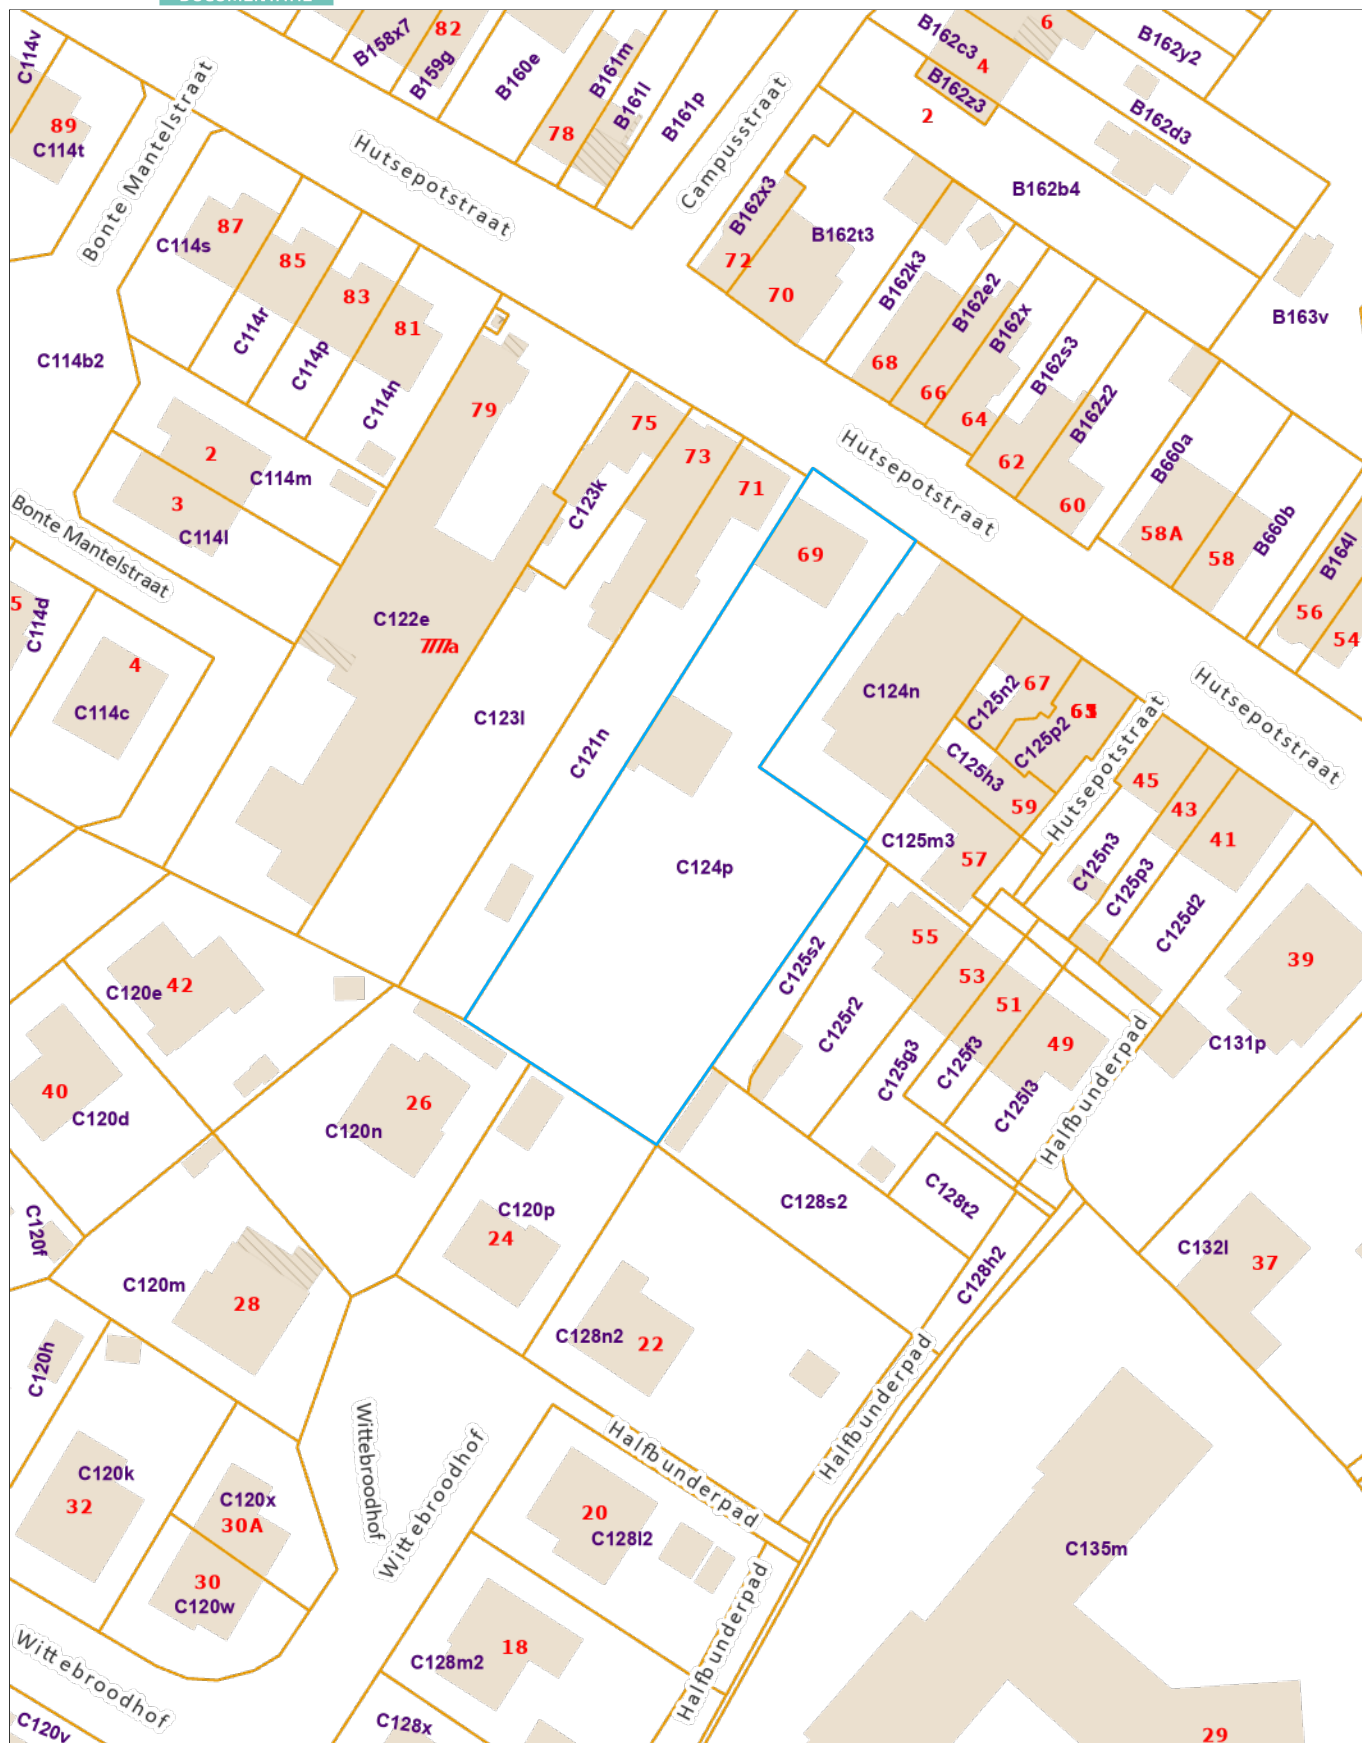 C114v
89
C114t
Bonte Mantelstraat
B158x7
82
B159g
B160e
B161m
B161l
78
B161p
Hutsepotstraat
Campusstraat
B162c3
6
4
B162z3
2
B162y2
B162d3
B162b4
B163v
B162x3
72
B162t3
70
B162k3
68
B162e2
66
B162x
64
B162s3
62
B162z2
60
B660a
58A
58
B660b
B164l
56
54
C114s
87
85
C114r
83
C114p
81
C114n
C114b2
2
C114m
3
C114l
Bonte Mantelstraat
79
C122e
75
C123k
73
71
69
Hutsepotstraat
5
C114d
4
C114c
C123l
C121n
C124n
C124p
C125n2
67
C125p2
C125h3
59
C125m3
57
Hutsepotstraat
Hutsepotstraat
45
43
41
C125n3
C125p3
C125d2
39
C131p
55
53
51
49
C125s2
C125r2
C125g3
C125f3
C125l3
Halfbunderpad
C120e
42
40
C120d
26
C120n
C120p
24
C128s2
C128t2
C128h2
C132l
37
C120f
C120m
28
C120h
C128n2
22
Halfbunderpad
Halfbunderpad
Wittebroodhof
Wittebroodhof
C120k
32
C120x
30A
30
C120w
20
C128l2
C135m
Halfbunderpad
Wittebroodhof
18
C128m2
C120v
C128x
29